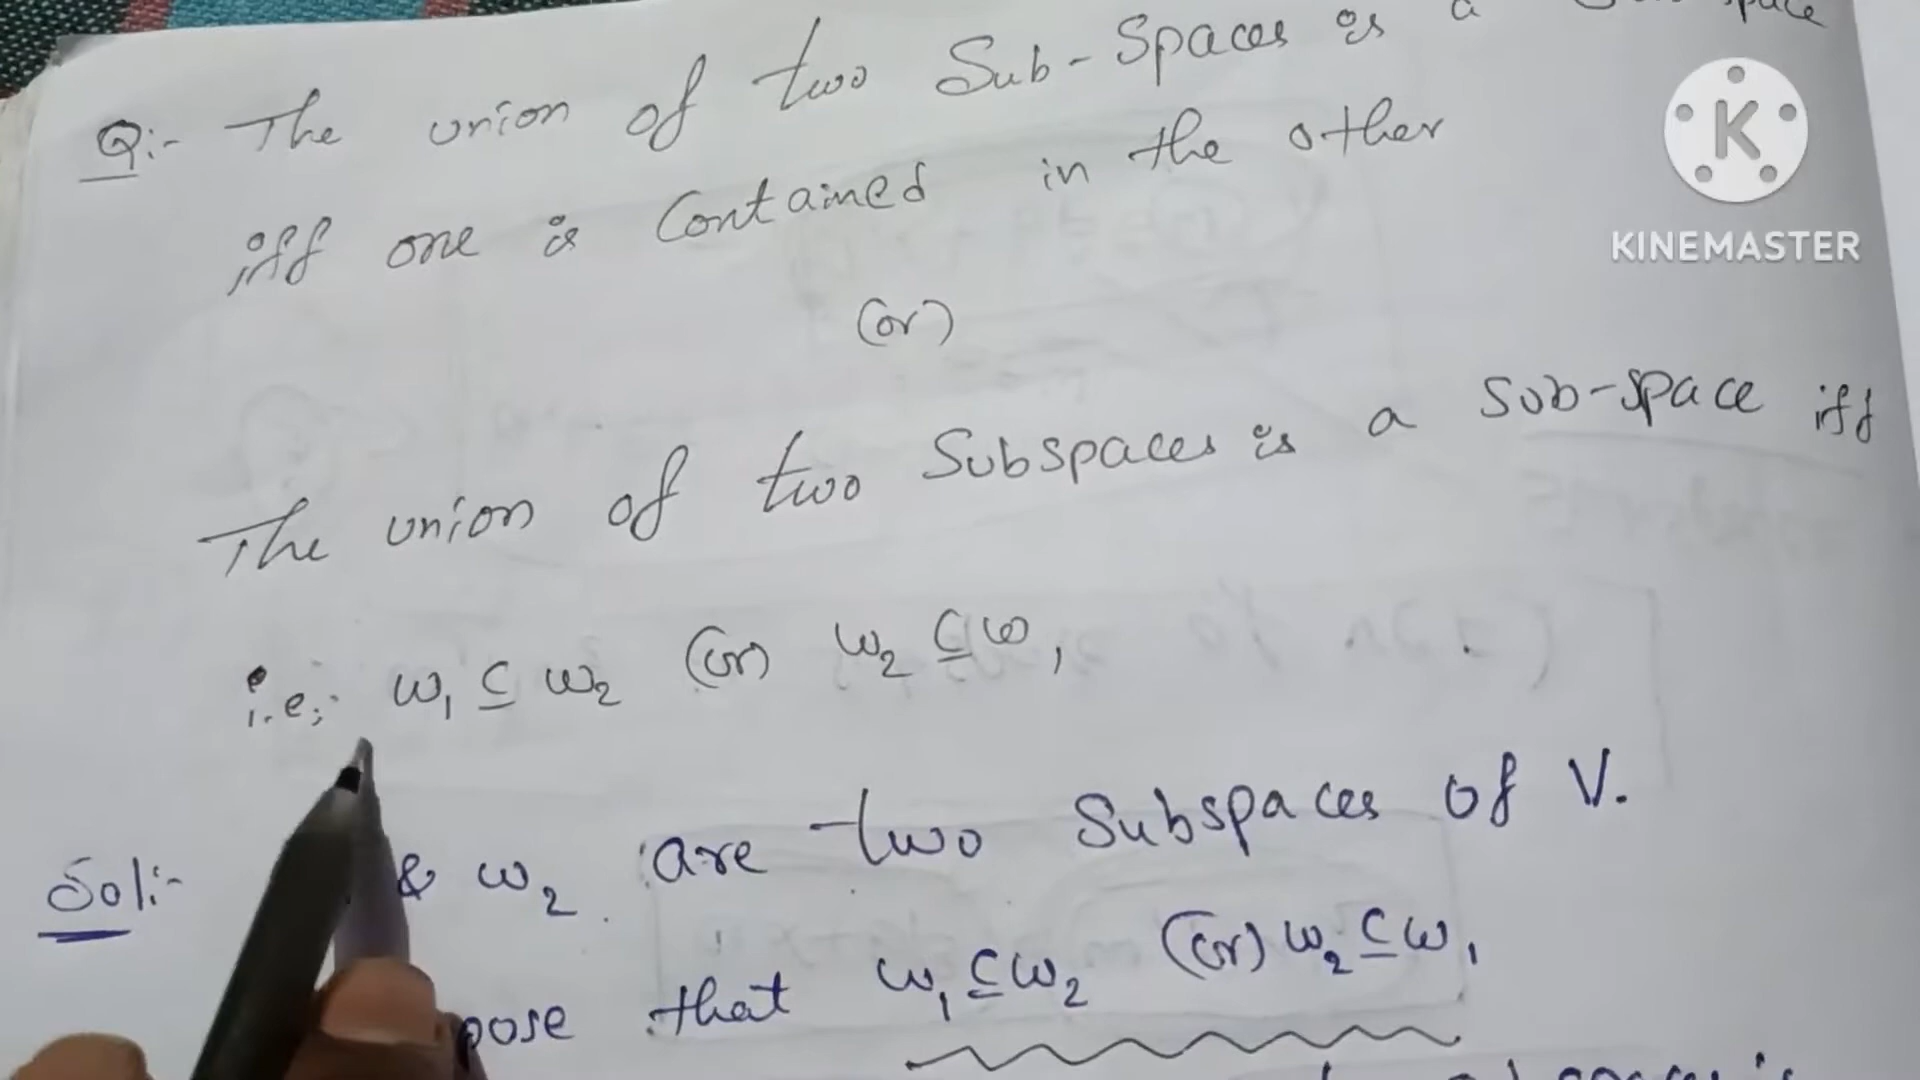 Q:- The union of two Sub-Spaces is a
iff one is Contained in the other
(or)
The union of two Subspaces is a Sub-space iff
i.e;- W₁ ⊆ W₂ (or) W₂ ⊆ W₁
Sol:- & W₂ are two Subspaces of V.
that W₁ ⊆ W₂ (or) W₂ ⊆ W₁
K
KINEMASTER